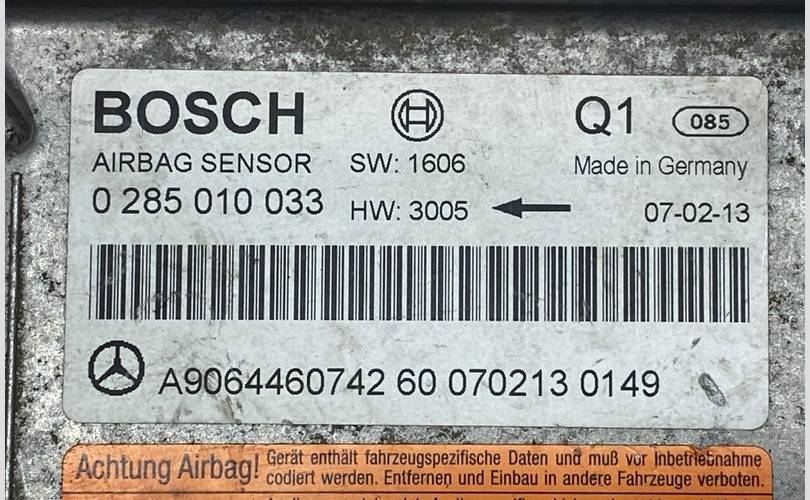 BOSCH Q1 085
AIRBAG SENSOR SW: 1606 Made in Germany
0 285 010 033 HW: 3005 07-02-13
A9064460742 60 070213 0149
Achtung Airbag! Gerät enthält fahrzeugspezifische Daten und muß vor Inbetriebnahme
codiert werden. Entfernen und Einbau in andere Fahrzeuge verboten.